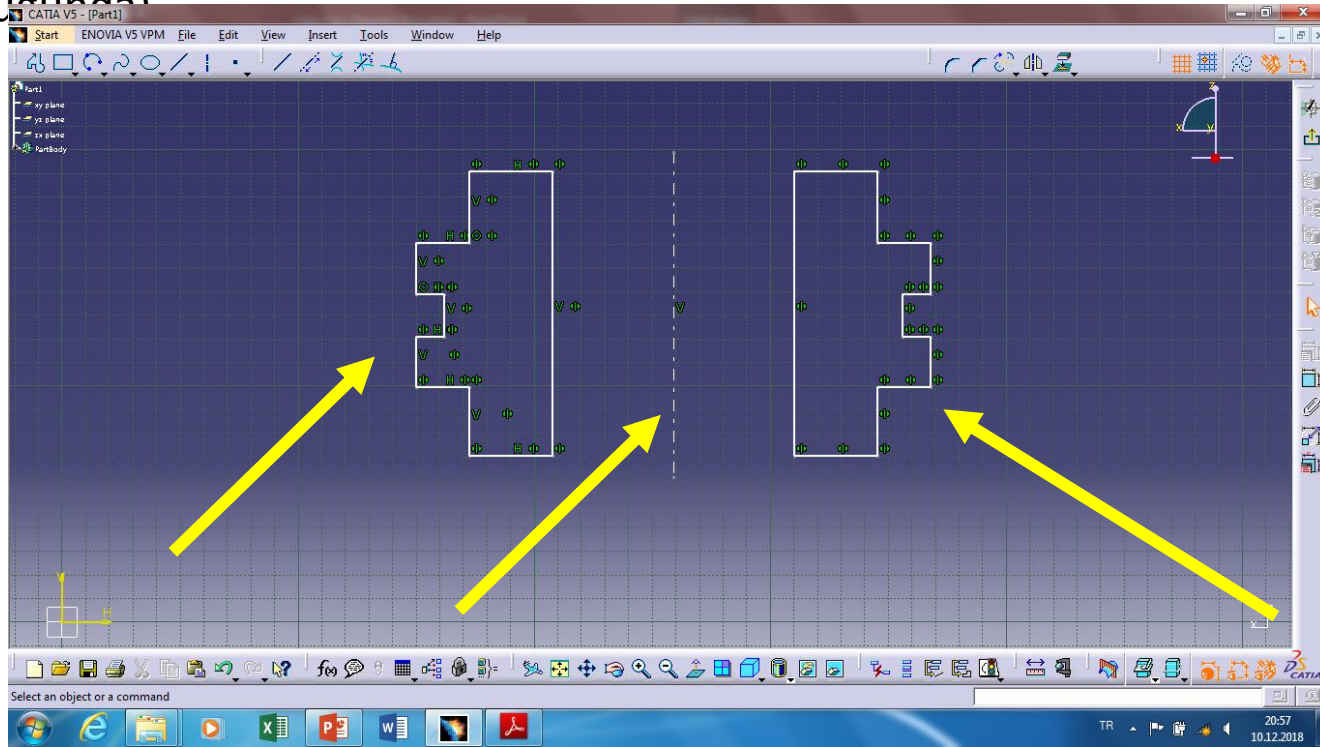 CATIA V5 - [Part1]
Start ENOVIA V5 VPM File Edit View Insert Tools Window Help
Part1
xy plane
yz plane
zx plane
PartBody
z
x y
H H
V
H
V
V V V
H
V
H
V
H
V
H
x
f(x)
CATIA
Select an object or a command
TR 20:57
10.12.2018